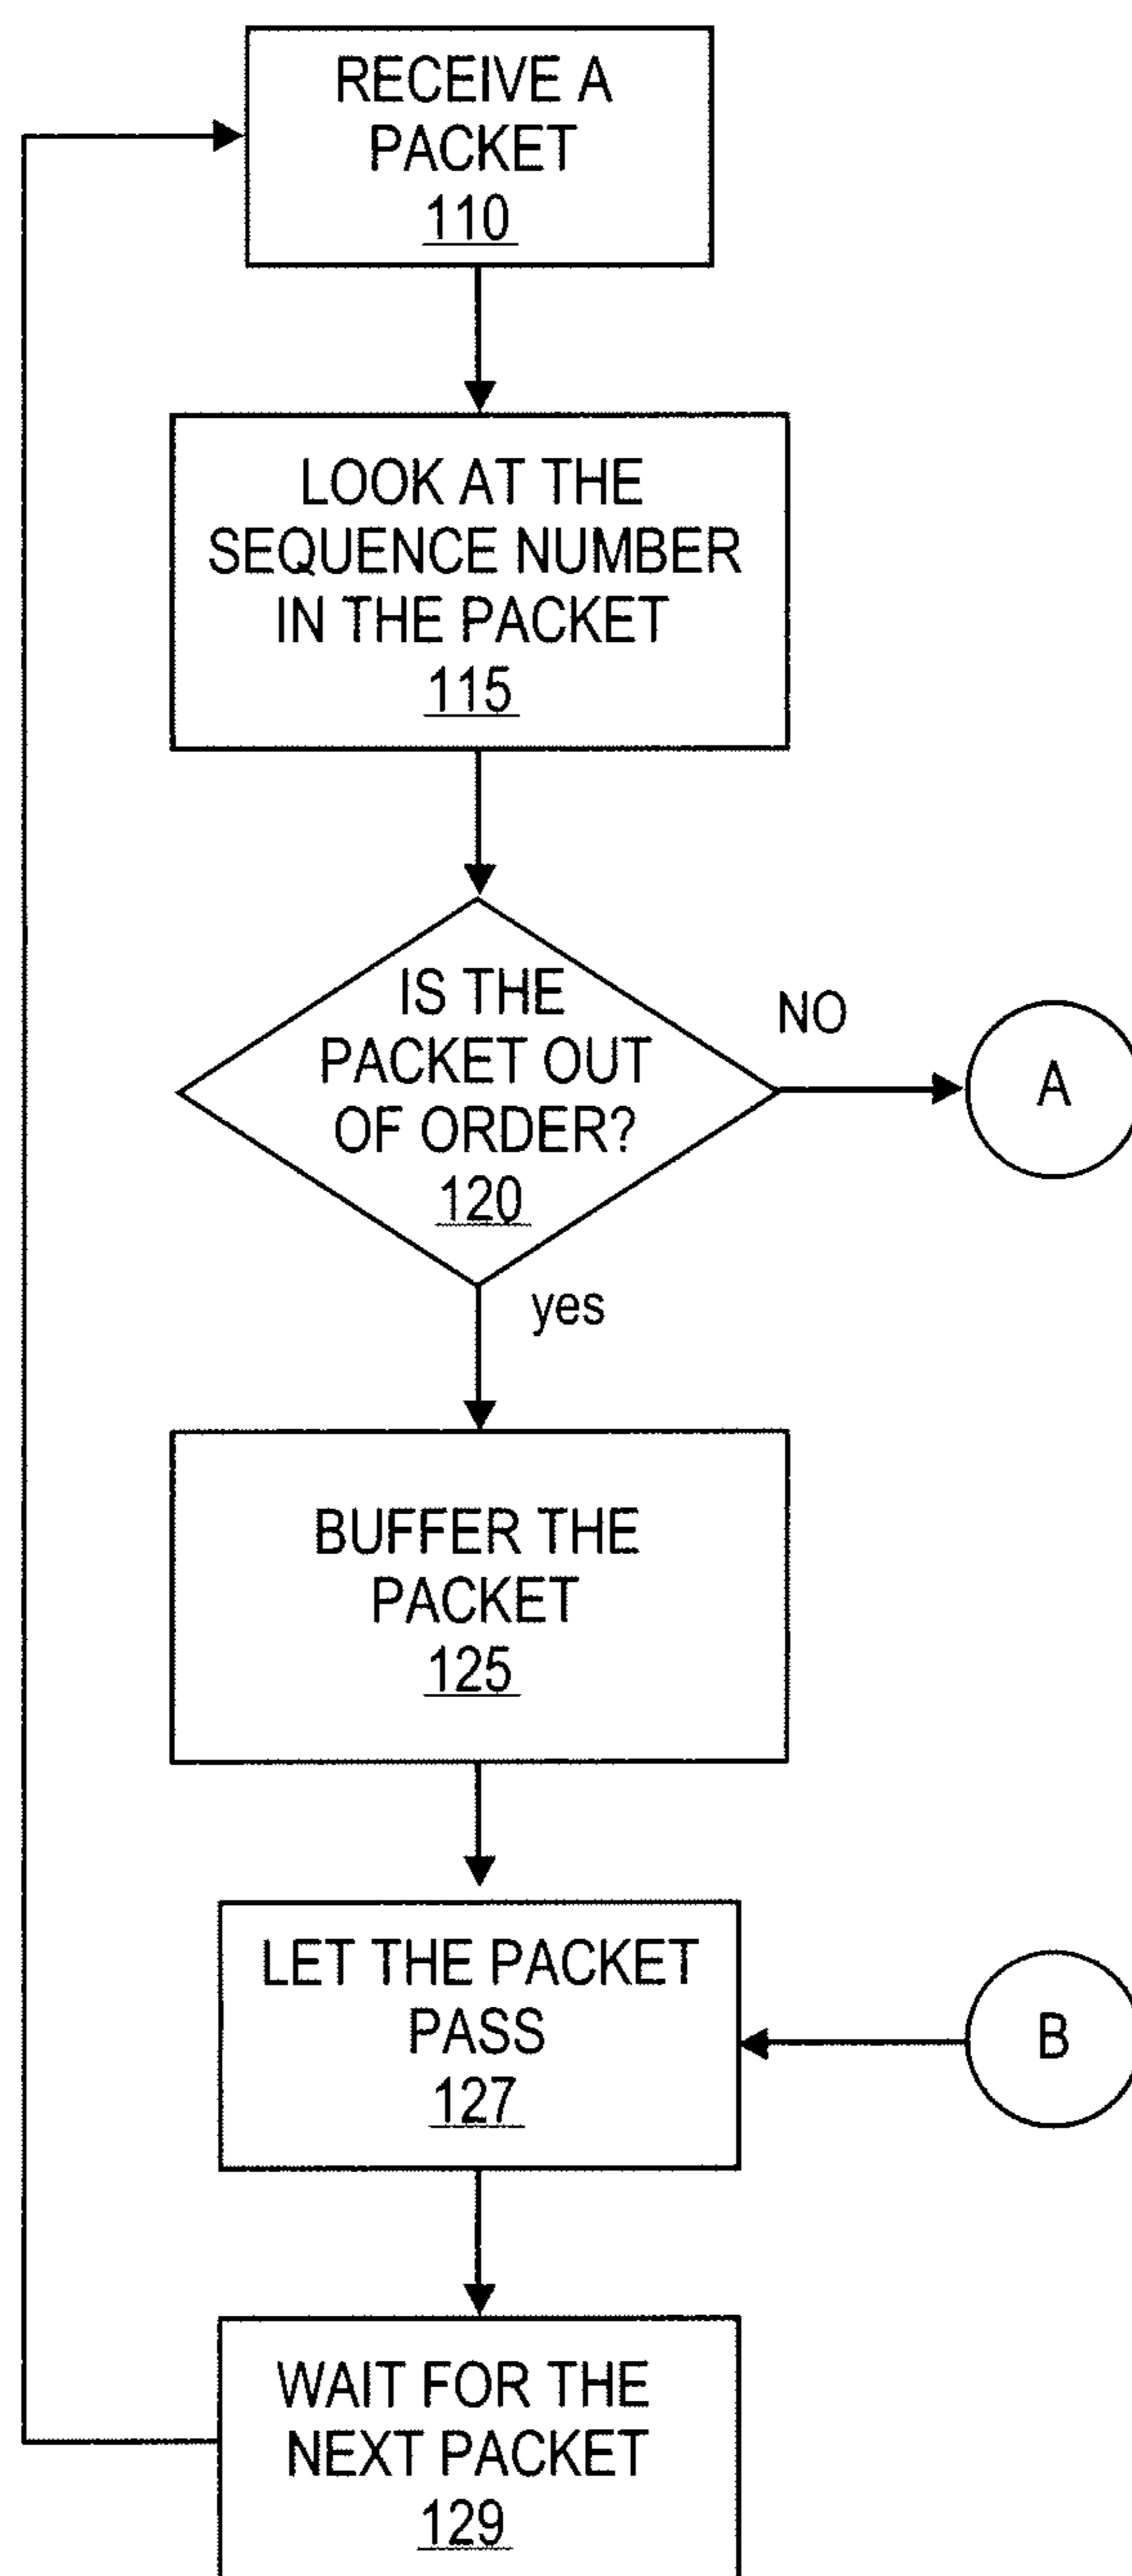 RECEIVE A
PACKET
110
LOOK AT THE
SEQUENCE NUMBER
IN THE PACKET
115
IS THE
PACKET OUT
OF ORDER?
120
NO
A
yes
BUFFER THE
PACKET
125
LET THE PACKET
PASS
127
B
WAIT FOR THE
NEXT PACKET
129